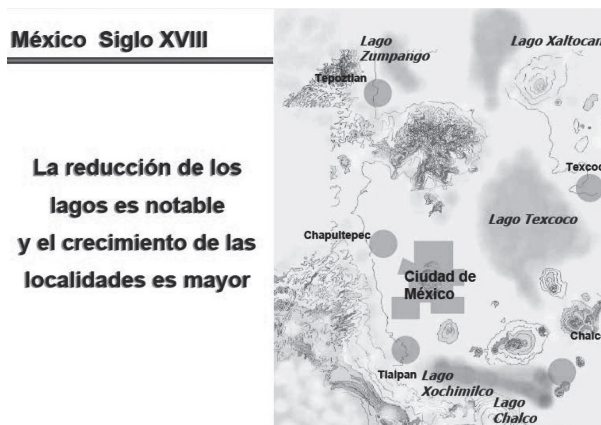 México Siglo XVIII
La reducción de los
lagos es notable
y el crecimiento de las
localidades es mayor
Lago
Zumpango
Lago Xaltocan
Tepoztlan
Texcoc
Lago Texcoco
Chapultepec
Ciudad de
México
Chalco
Tlalpan
Lago
Xochimilco
Lago
Chalco